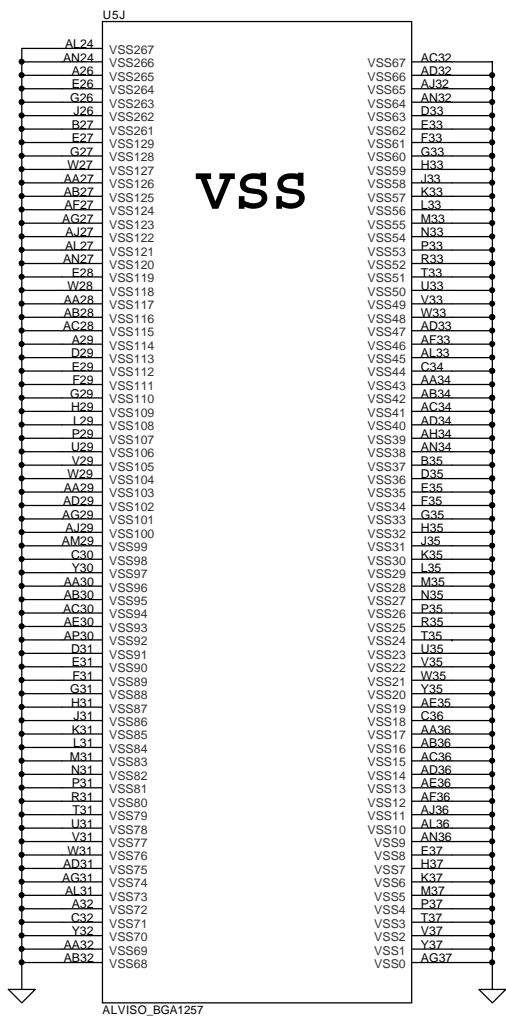 U5J
VSS
AL24 VSS267
AN24 VSS266
A26 VSS265
E26 VSS264
G26 VSS263
J26 VSS262
B27 VSS261
E27 VSS129
G27 VSS128
W27 VSS127
AA27 VSS126
AB27 VSS125
AF27 VSS124
AG27 VSS123
AJ27 VSS122
AL27 VSS121
AN27 VSS120
E28 VSS119
W28 VSS118
AA28 VSS117
AB28 VSS116
AC28 VSS115
A29 VSS114
D29 VSS113
E29 VSS112
F29 VSS111
G29 VSS110
H29 VSS109
L29 VSS108
P29 VSS107
U29 VSS106
V29 VSS105
W29 VSS104
AA29 VSS103
AD29 VSS102
AG29 VSS101
AJ29 VSS100
AM29 VSS99
C30 VSS98
Y30 VSS97
AA30 VSS96
AB30 VSS95
AC30 VSS94
AE30 VSS93
AP30 VSS92
D31 VSS91
E31 VSS90
F31 VSS89
G31 VSS88
H31 VSS87
J31 VSS86
K31 VSS85
L31 VSS84
M31 VSS83
N31 VSS82
P31 VSS81
R31 VSS80
T31 VSS79
U31 VSS78
V31 VSS77
W31 VSS76
AD31 VSS75
AG31 VSS74
AL31 VSS73
A32 VSS72
C32 VSS71
Y32 VSS70
AA32 VSS69
AB32 VSS68
VSS67 AC32
VSS66 AD32
VSS65 AJ32
VSS64 AN32
VSS63 D33
VSS62 E33
VSS61 F33
VSS60 G33
VSS59 H33
VSS58 J33
VSS57 K33
VSS56 L33
VSS55 M33
VSS54 N33
VSS53 P33
VSS52 R33
VSS51 T33
VSS50 U33
VSS49 V33
VSS48 W33
VSS47 AD33
VSS46 AF33
VSS45 AL33
VSS44 C34
VSS43 AA34
VSS42 AB34
VSS41 AC34
VSS40 AD34
VSS39 AH34
VSS38 AN34
VSS37 B35
VSS36 D35
VSS35 E35
VSS34 F35
VSS33 G35
VSS32 H35
VSS31 J35
VSS30 K35
VSS29 L35
VSS28 M35
VSS27 N35
VSS26 P35
VSS25 R35
VSS24 T35
VSS23 U35
VSS22 V35
VSS21 W35
VSS20 Y35
VSS19 AE35
VSS18 C36
VSS17 AA36
VSS16 AB36
VSS15 AC36
VSS14 AD36
VSS13 AE36
VSS12 AF36
VSS11 AJ36
VSS10 AL36
VSS9 AN36
VSS8 E37
VSS7 H37
VSS6 K37
VSS5 M37
VSS4 P37
VSS3 T37
VSS2 V37
VSS1 Y37
VSS0 AG37
ALVISO_BGA1257